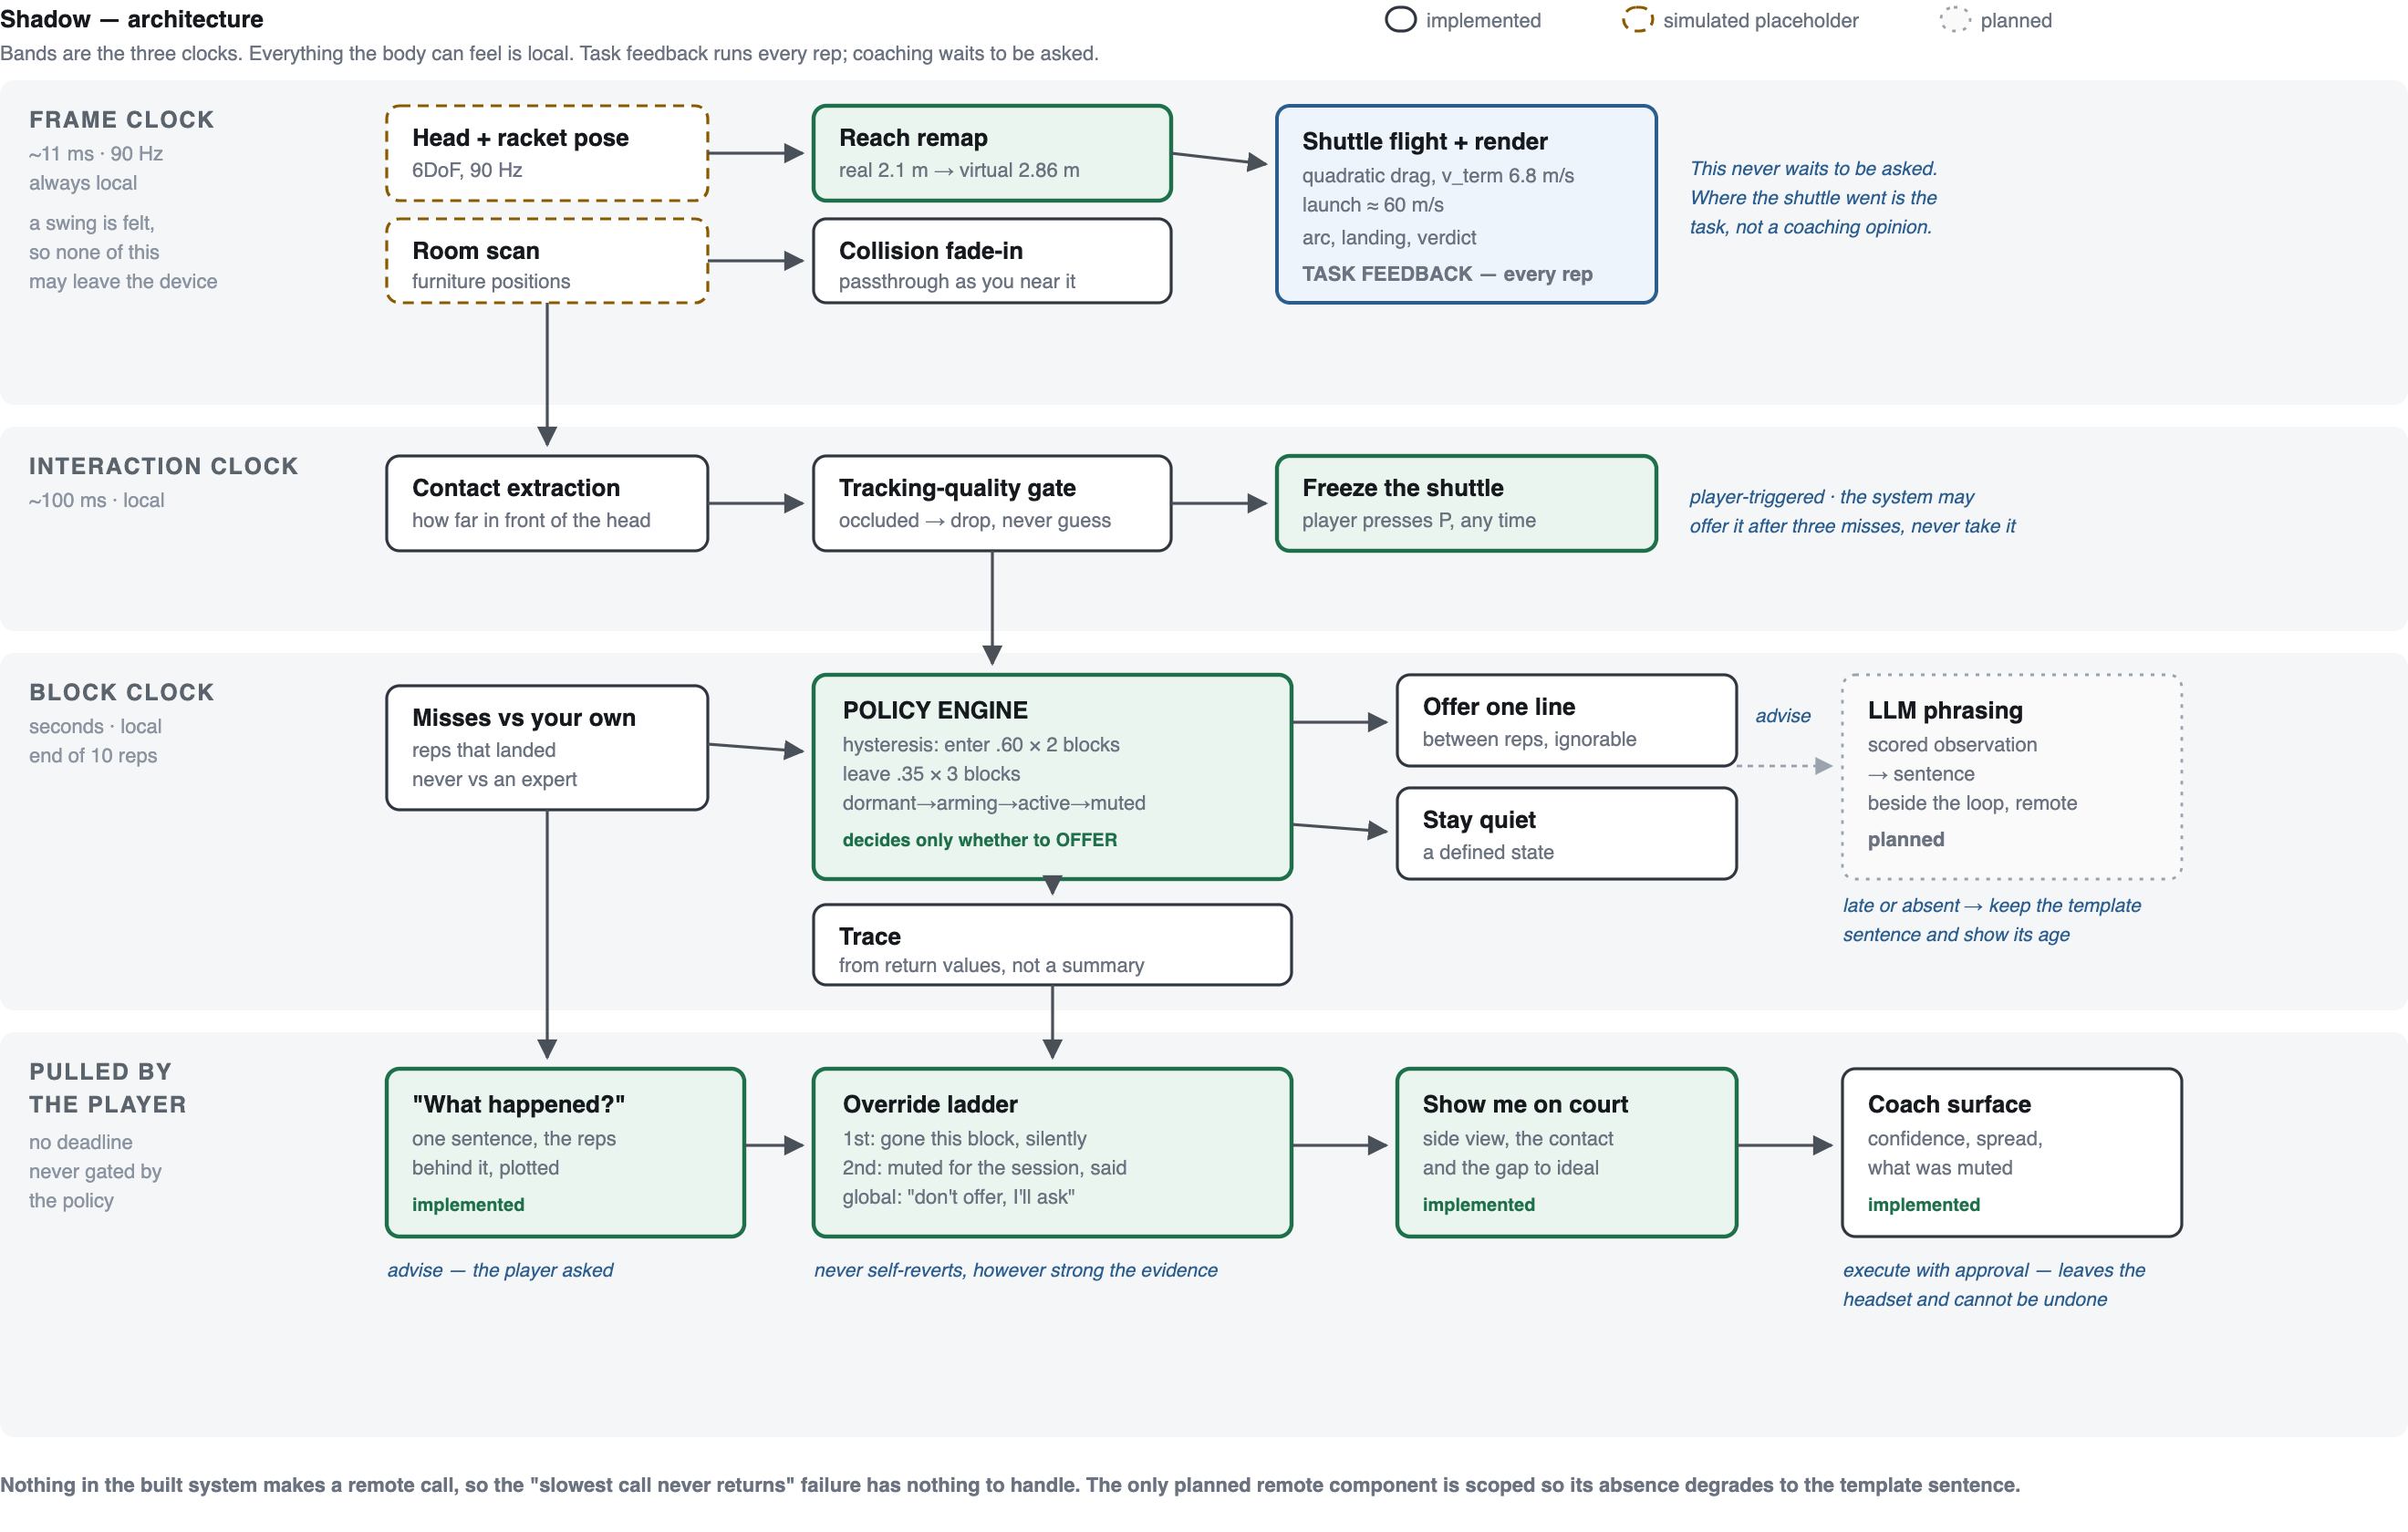 Shadow — architecture
implemented
simulated placeholder
planned
Bands are the three clocks. Everything the body can feel is local. Task feedback runs every rep; coaching waits to be asked.
FRAME CLOCK
~11 ms · 90 Hz
always local
a swing is felt,
so none of this
may leave the device
Head + racket pose
6DoF, 90 Hz
Reach remap
real 2.1 m → virtual 2.86 m
Shuttle flight + render
quadratic drag, v_term 6.8 m/s
launch ≈ 60 m/s
arc, landing, verdict
TASK FEEDBACK — every rep
This never waits to be asked.
Where the shuttle went is the
task, not a coaching opinion.
Room scan
furniture positions
Collision fade-in
passthrough as you near it
INTERACTION CLOCK
~100 ms · local
Contact extraction
how far in front of the head
Tracking-quality gate
occluded → drop, never guess
Freeze the shuttle
player presses P, any time
player-triggered · the system may
offer it after three misses, never take it
BLOCK CLOCK
seconds · local
end of 10 reps
Misses vs your own
reps that landed
never vs an expert
POLICY ENGINE
hysteresis: enter .60 × 2 blocks
leave .35 × 3 blocks
dormant→arming→active→muted
decides only whether to OFFER
Offer one line
between reps, ignorable
advise
Stay quiet
a defined state
LLM phrasing
scored observation
→ sentence
beside the loop, remote
planned
late or absent → keep the template
sentence and show its age
Trace
from return values, not a summary
PULLED BY
THE PLAYER
no deadline
never gated by
the policy
"What happened?"
one sentence, the reps
behind it, plotted
implemented
advise — the player asked
Override ladder
1st: gone this block, silently
2nd: muted for the session, said
global: "don't offer, I'll ask"
never self-reverts, however strong the evidence
Show me on court
side view, the contact
and the gap to ideal
implemented
Coach surface
confidence, spread,
what was muted
implemented
execute with approval — leaves the
headset and cannot be undone
Nothing in the built system makes a remote call, so the "slowest call never returns" failure has nothing to handle. The only planned remote component is scoped so its absence degrades to the template sentence.